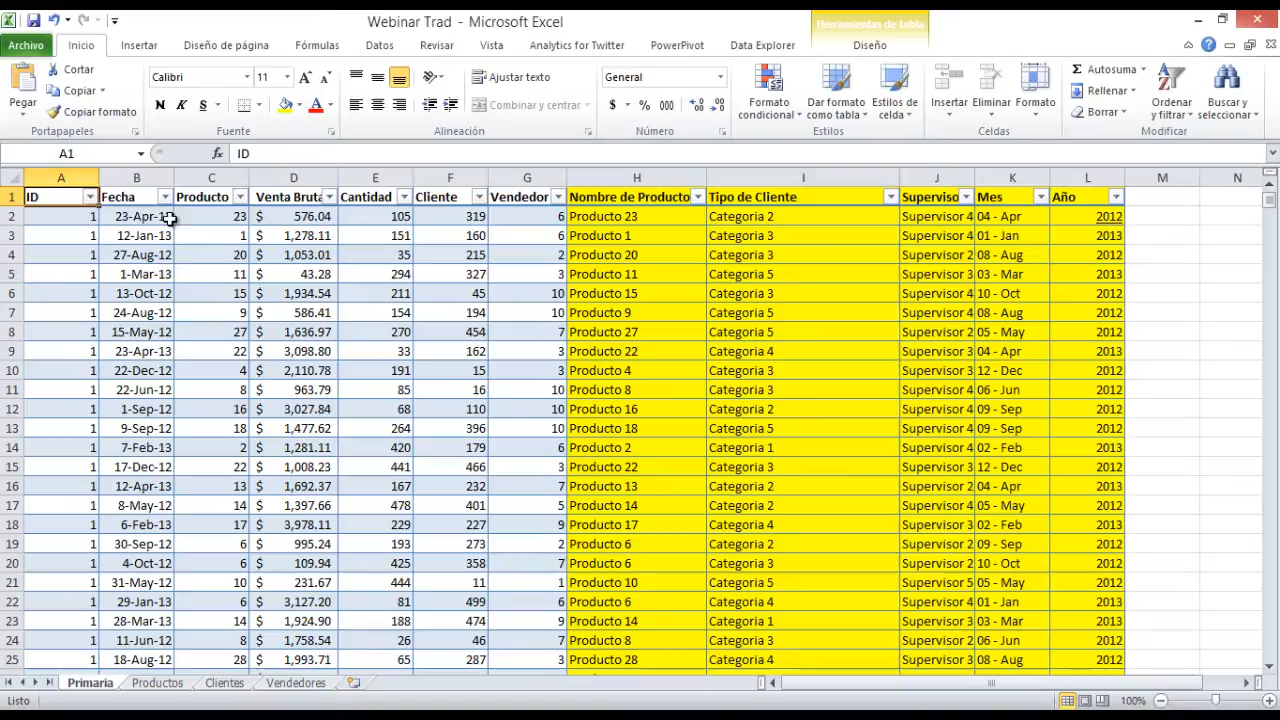 Webinar Trad - Microsoft Excel
Herramientas de tabla
Archivo Inicio Insertar Diseño de página Fórmulas Datos Revisar Vista Analytics for Twitter PowerPivot Data Explorer Diseño
Pegar Cortar Copiar Copiar formato
Calibri 11 N K S
Ajustar texto
Combinar y centrar
General
$ % 000
Formato condicional
Dar formato como tabla
Estilos de celda
Insertar Eliminar Formato
Autosuma
Rellenar
Borrar
Ordenar y filtrar
Buscar y seleccionar
Portapapeles Fuente Alineación Número Estilos Celdas Modificar
A1 fx ID
A B C D E F G H I J K L M N
1 ID Fecha Producto Venta Bruta Cantidad Cliente Vendedor Nombre de Producto Tipo de Cliente Superviso Mes Año
2 1 23-Apr-1 23 $ 576.04 105 319 6 Producto 23 Categoria 2 Supervisor 4 04 - Apr 2012
3 1 12-Jan-13 1 $ 1,278.11 151 160 6 Producto 1 Categoria 3 Supervisor 4 01 - Jan 2013
4 1 27-Aug-12 20 $ 1,053.01 35 215 2 Producto 20 Categoria 3 Supervisor 2 08 - Aug 2012
5 1 1-Mar-13 11 $ 43.28 294 327 3 Producto 11 Categoria 5 Supervisor 3 03 - Mar 2013
6 1 13-Oct-12 15 $ 1,934.54 211 45 10 Producto 15 Categoria 3 Supervisor 4 10 - Oct 2012
7 1 24-Aug-12 9 $ 586.41 154 194 10 Producto 9 Categoria 5 Supervisor 4 08 - Aug 2012
8 1 15-May-12 27 $ 1,636.97 270 454 7 Producto 27 Categoria 5 Supervisor 2 05 - May 2012
9 1 23-Apr-13 22 $ 3,098.80 33 162 3 Producto 22 Categoria 4 Supervisor 3 04 - Apr 2013
10 1 22-Dec-12 4 $ 2,110.78 191 15 3 Producto 4 Categoria 3 Supervisor 3 12 - Dec 2012
11 1 22-Jun-12 8 $ 963.79 85 16 10 Producto 8 Categoria 3 Supervisor 4 06 - Jun 2012
12 1 1-Sep-12 16 $ 3,027.84 68 110 10 Producto 16 Categoria 2 Supervisor 4 09 - Sep 2012
13 1 9-Sep-12 18 $ 1,477.62 264 396 10 Producto 18 Categoria 5 Supervisor 4 09 - Sep 2012
14 1 7-Feb-13 2 $ 1,281.11 420 179 6 Producto 2 Categoria 1 Supervisor 4 02 - Feb 2013
15 1 17-Dec-12 22 $ 1,008.23 441 466 3 Producto 22 Categoria 3 Supervisor 3 12 - Dec 2012
16 1 12-Apr-13 13 $ 1,692.37 167 232 7 Producto 13 Categoria 2 Supervisor 2 04 - Apr 2013
17 1 8-May-12 14 $ 1,397.66 478 401 5 Producto 14 Categoria 2 Supervisor 4 05 - May 2012
18 1 6-Feb-13 17 $ 3,978.11 229 227 9 Producto 17 Categoria 4 Supervisor 3 02 - Feb 2013
19 1 30-Sep-12 6 $ 995.24 193 273 2 Producto 6 Categoria 2 Supervisor 2 09 - Sep 2012
20 1 4-Oct-12 6 $ 109.94 425 358 7 Producto 6 Categoria 3 Supervisor 2 10 - Oct 2012
21 1 31-May-12 10 $ 231.67 444 11 1 Producto 10 Categoria 5 Supervisor 5 05 - May 2012
22 1 29-Jan-13 6 $ 3,127.20 81 499 6 Producto 6 Categoria 4 Supervisor 4 01 - Jan 2013
23 1 28-Mar-13 14 $ 1,924.90 188 474 9 Producto 14 Categoria 1 Supervisor 3 03 - Mar 2013
24 1 11-Jun-12 8 $ 1,758.54 26 46 7 Producto 8 Categoria 3 Supervisor 2 06 - Jun 2012
25 1 18-Aug-12 28 $ 1,993.71 65 287 3 Producto 28 Categoria 4 Supervisor 3 08 - Aug 2012
Primaria Productos Clientes Vendedores
Listo 100%